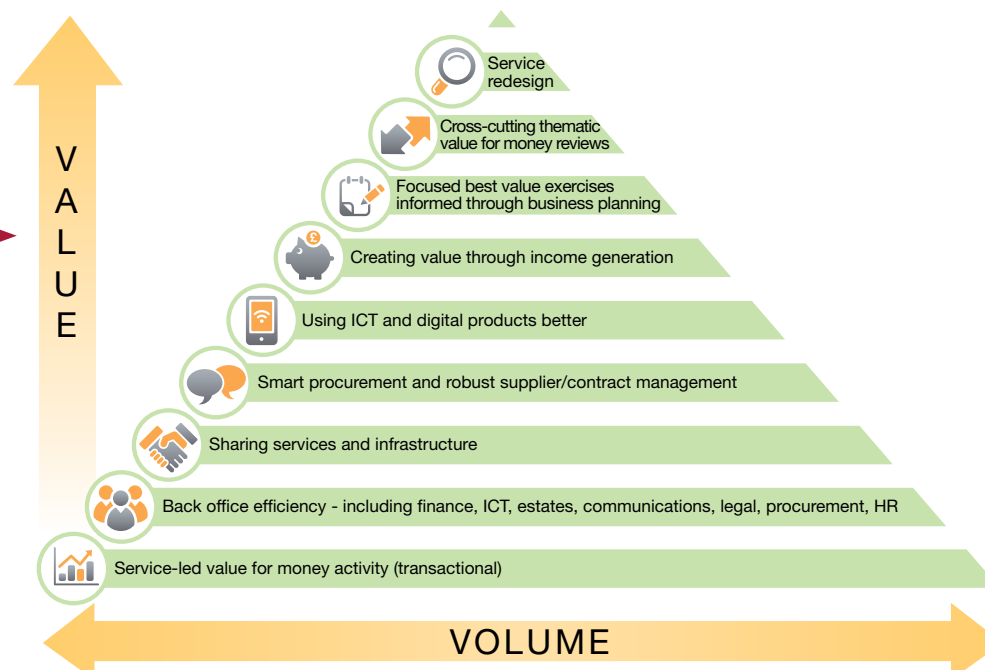 Service
redesign
Cross-cutting thematic
value for money reviews
Focused best value exercises
informed through business planning
£
Creating value through income generation
Using ICT and digital products better
Smart procurement and robust supplier/contract management
Sharing services and infrastructure
Back office efficiency - including finance, ICT, estates, communications, legal, procurement, HR
Service-led value for money activity (transactional)
VALUE
VOLUME